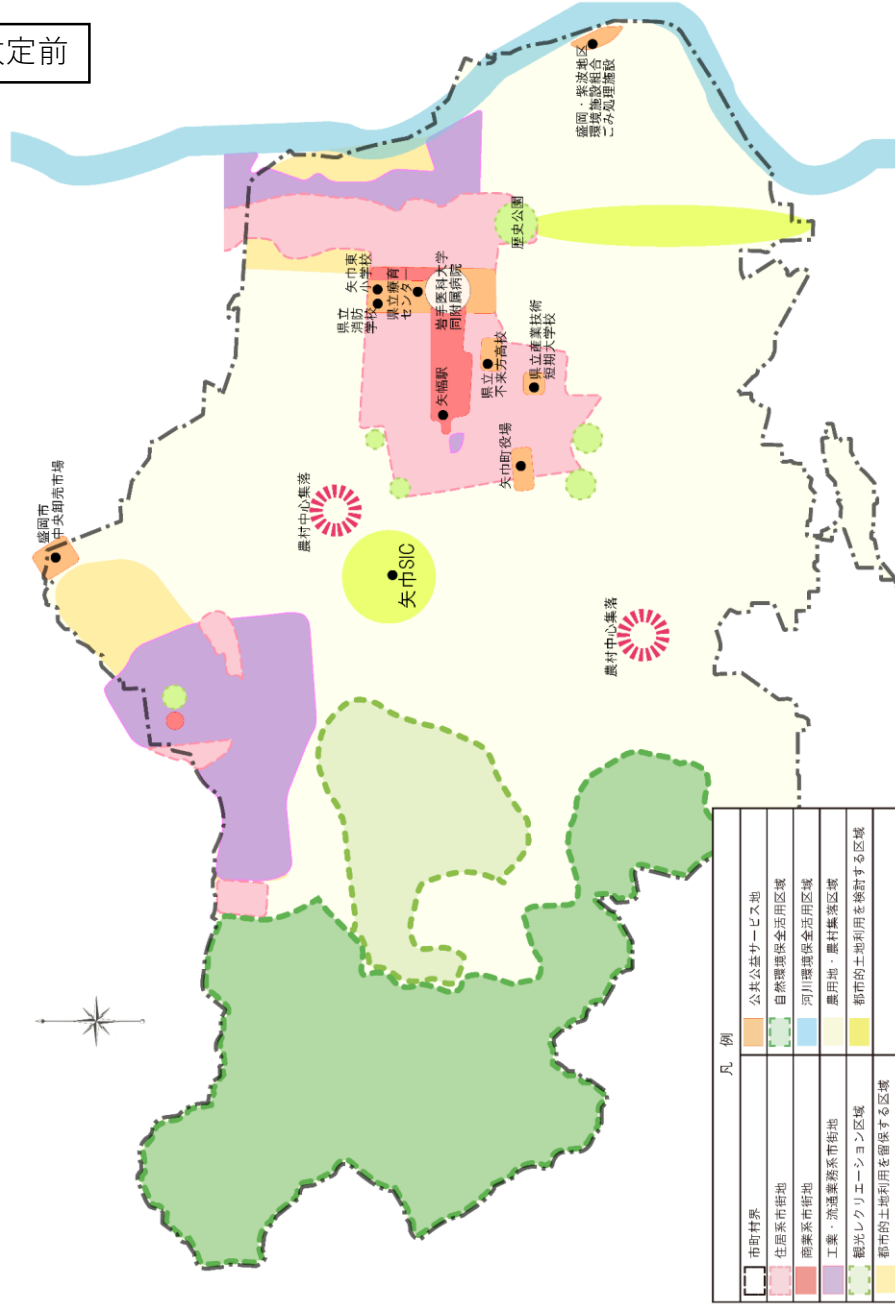 改定前
盛岡・紫波地区
環境施設組合
ごみ処理施設
歴史公園
矢巾東
小学校
県立
消防
学校
県立療育
センター
岩手医科大学
同附属病院
県立
不来方高校
県立産業技術
短期大学校
矢幅駅
矢巾町役場
盛岡市
中央卸売市場
農村中心集落
矢巾SIC
農村中心集落
凡 例
市町村界
公共公益サービス地
住居系市街地
自然環境保全活用区域
商業系市街地
河川環境保全活用区域
工業・流通業務系市街地
農用地・農村集落区域
観光レクリエーション区域
都市的土地利用を検討する区域
都市的土地利用を留保する区域